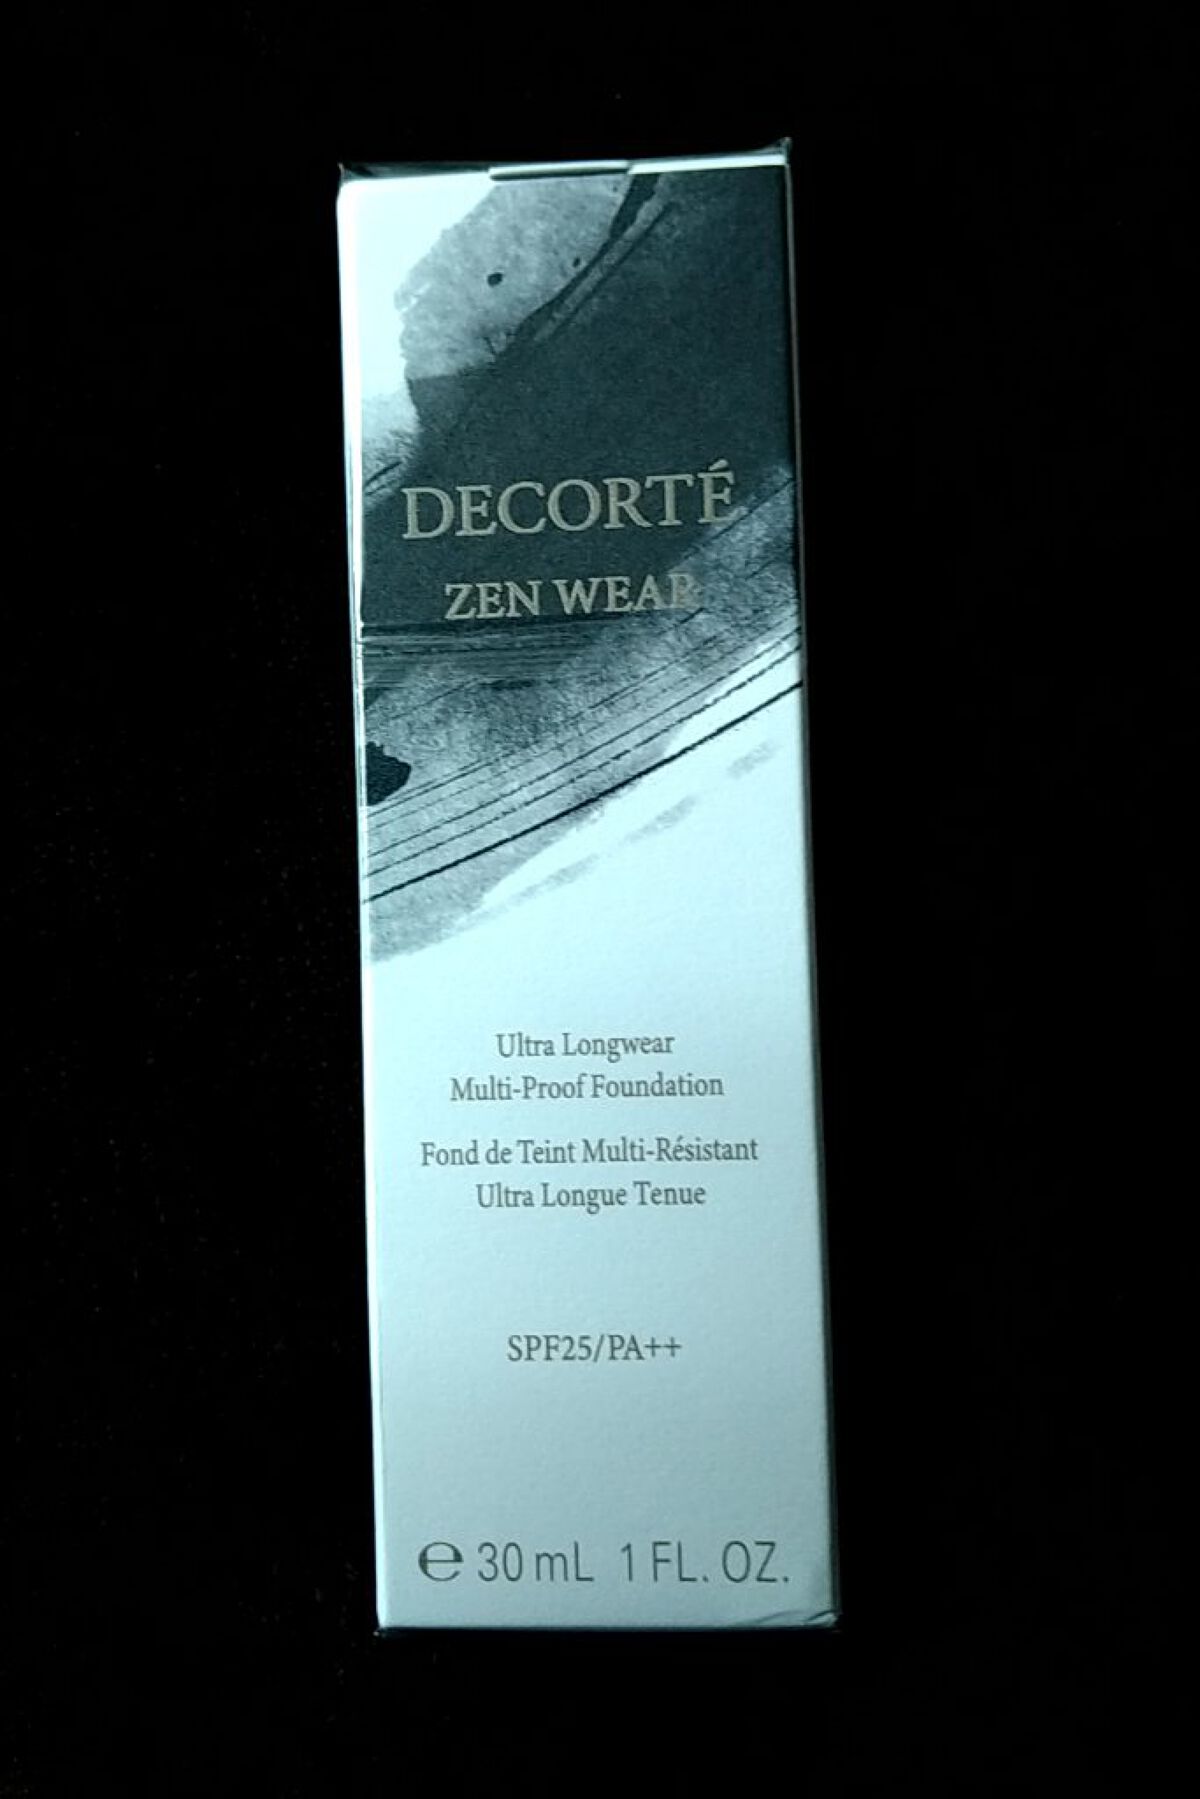 DECORTÉ
ZEN WEAR
Ultra Longwear
Multi-Proof Foundation
Fond de Teint Multi-Résistant
Ultra Longue Tenue
SPF25/PA++
℮ 30 mL 1 FL. OZ.